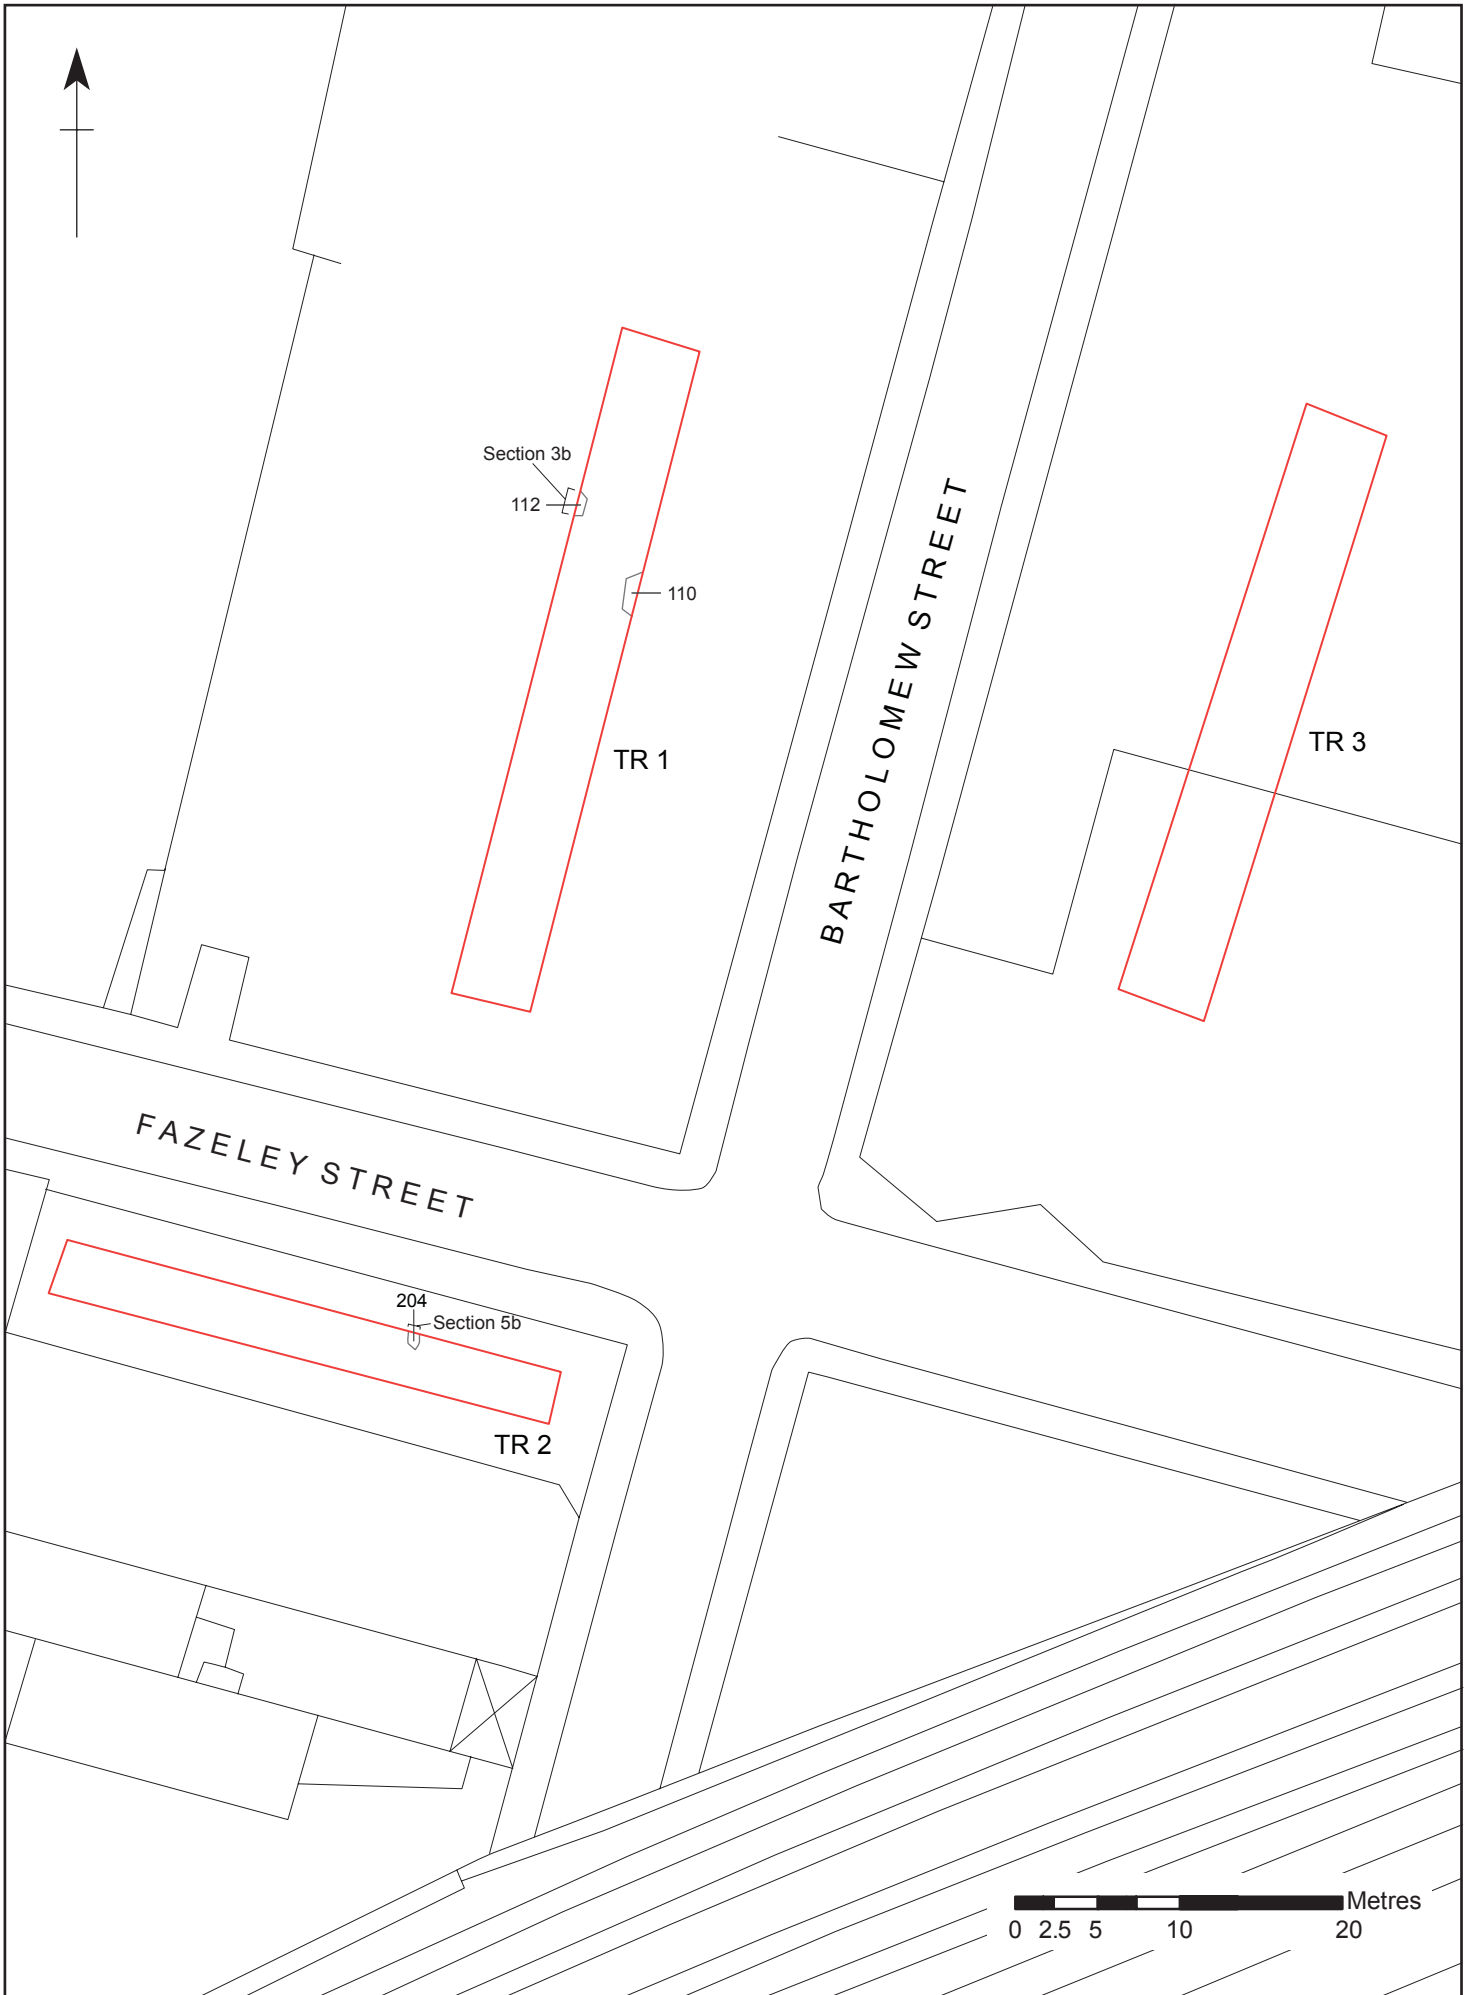 Section 3b
112
110
BARTHOLOMEW STREET
TR 1
TR 3
FAZELEY STREET
204
Section 5b
TR 2
Metres
0 2.5 5 10 20